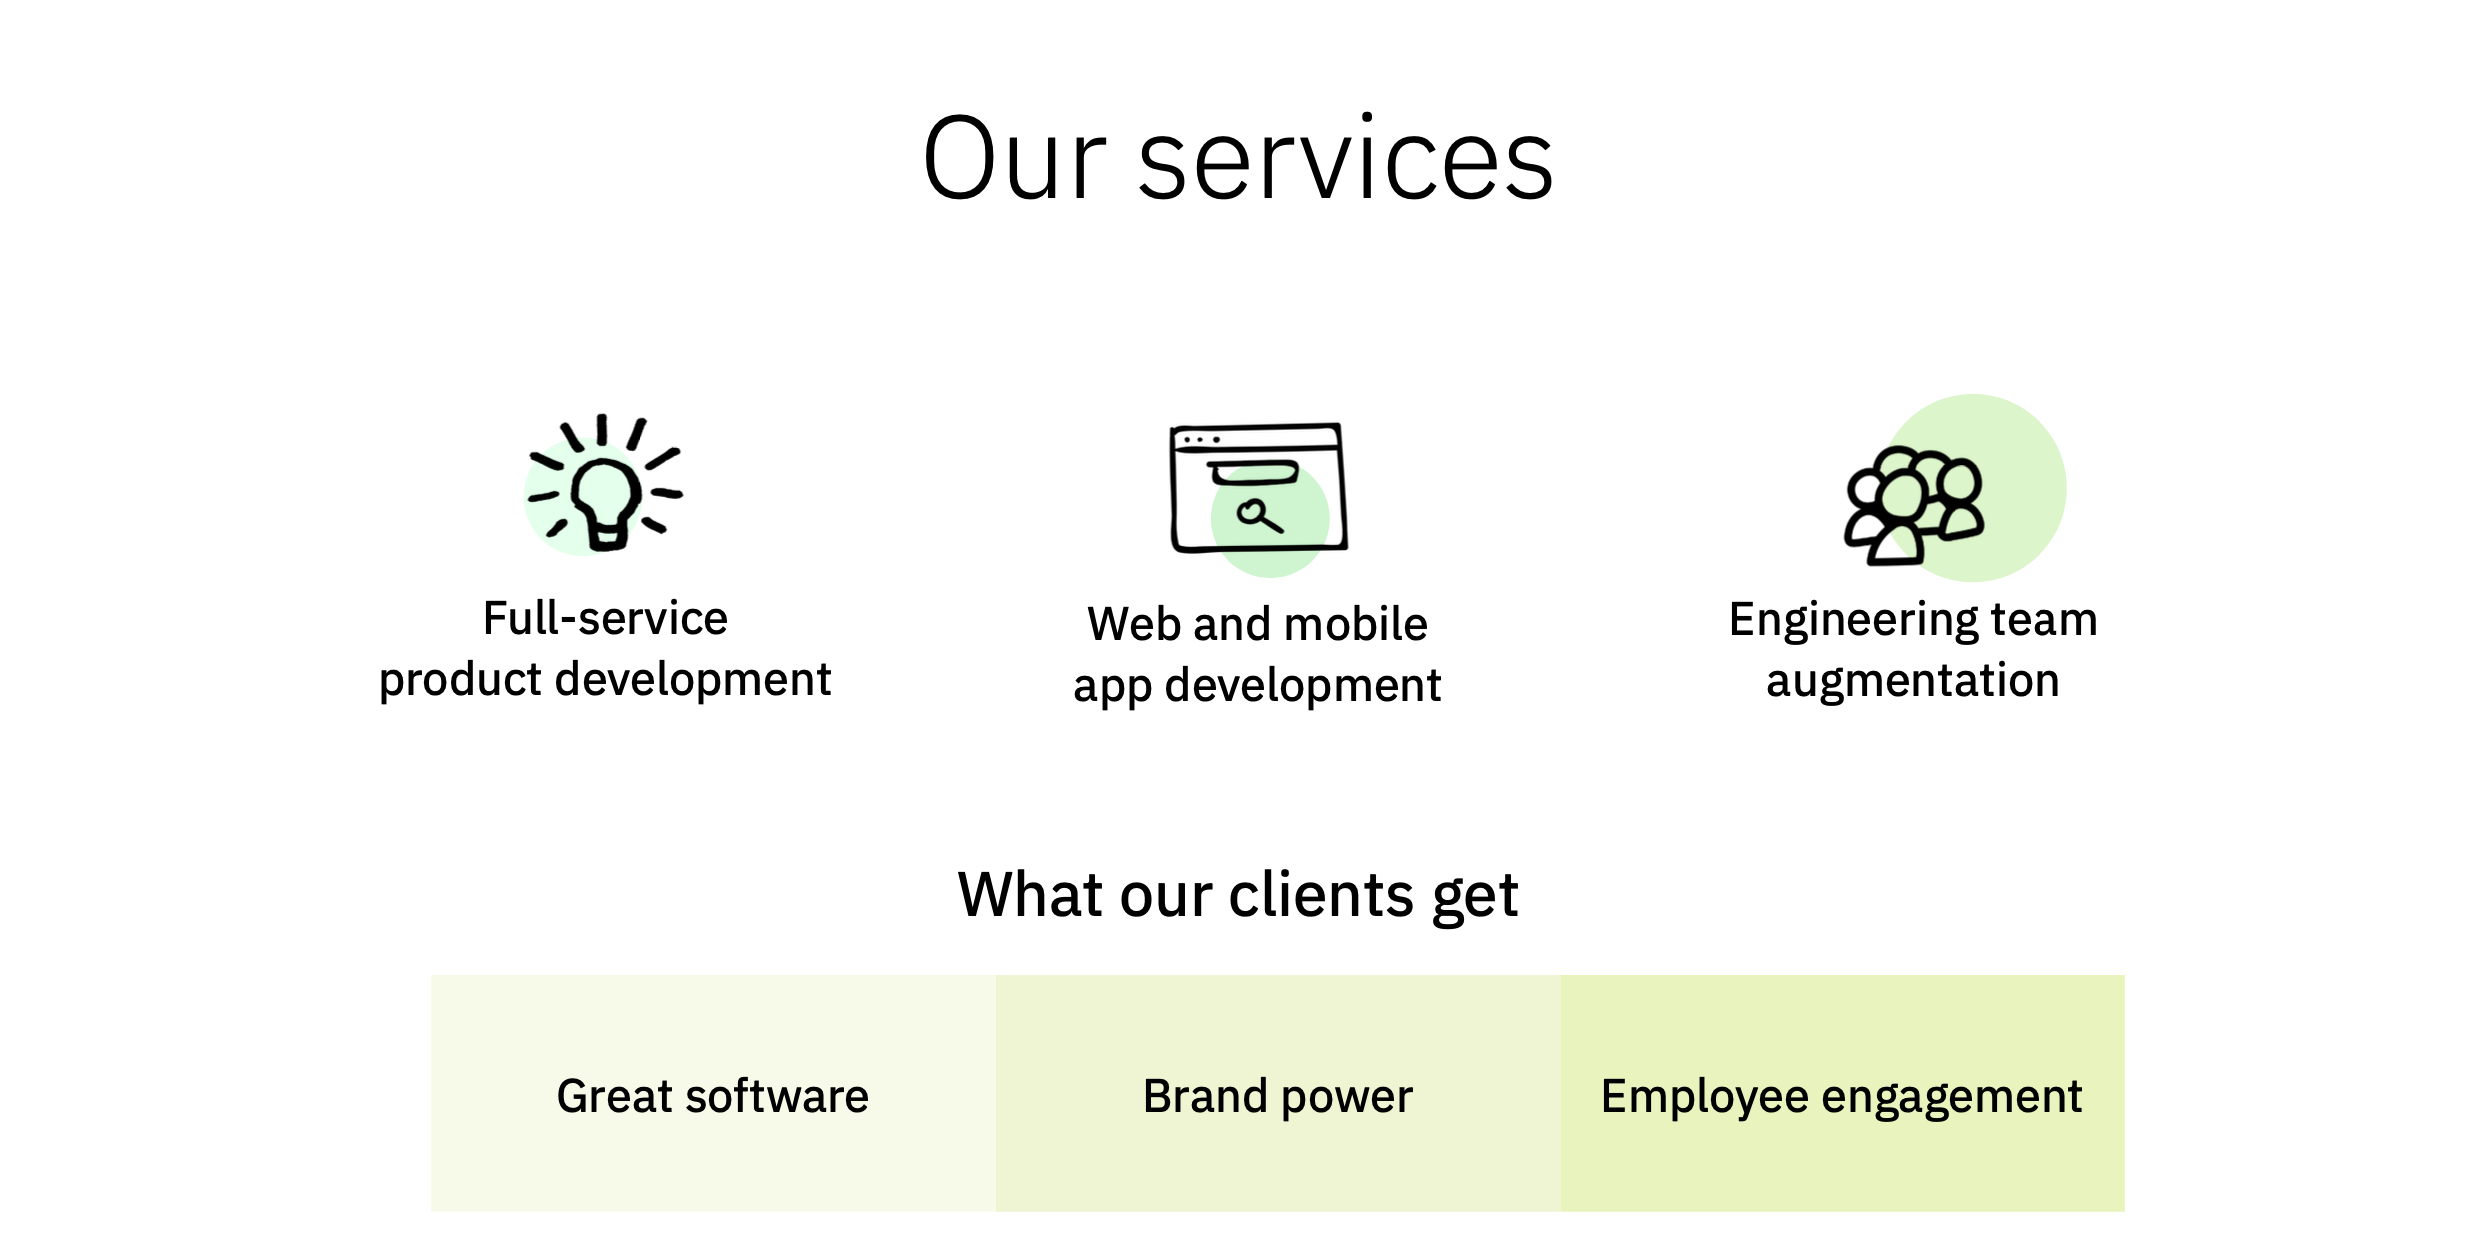 Our services
Full-service
product development
Web and mobile
app development
Engineering team
augmentation
What our clients get
Great software
Brand power
Employee engagement